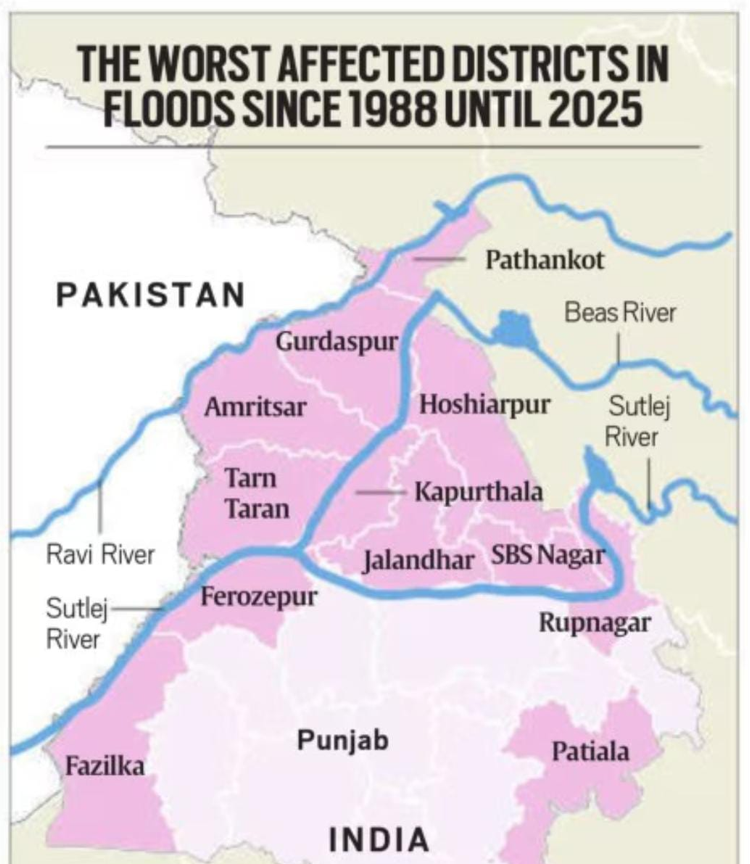 THE WORST AFFECTED DISTRICTS IN
FLOODS SINCE 1988 UNTIL 2025
Pathankot
PAKISTAN
Beas River
Gurdaspur
Amritsar
Hoshiarpur
Sutlej
River
Tarn
Taran
Kapurthala
Ravi River
Jalandhar
SBS Nagar
Ferozepur
Sutlej
River
Rupnagar
Punjab
Patiala
Fazilka
INDIA